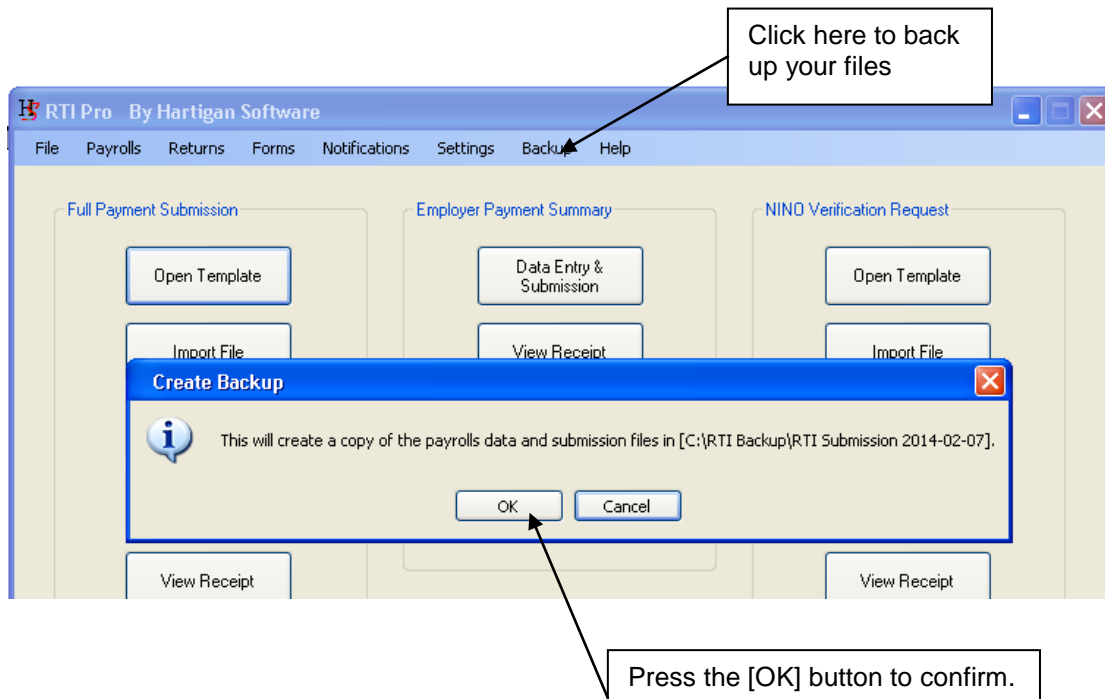 Click here to back
up your files
RTI Pro By Hartigan Software
File Payrolls Returns Forms Notifications Settings Backup Help
Full Payment Submission Employer Payment Summary NINO Verification Request
Open Template Data Entry & Submission Open Template
Import File View Receipt Import File
Create Backup
This will create a copy of the payrolls data and submission files in [C:\RTI Backup\RTI Submission 2014-02-07].
OK Cancel
View Receipt View Receipt
Press the [OK] button to confirm.